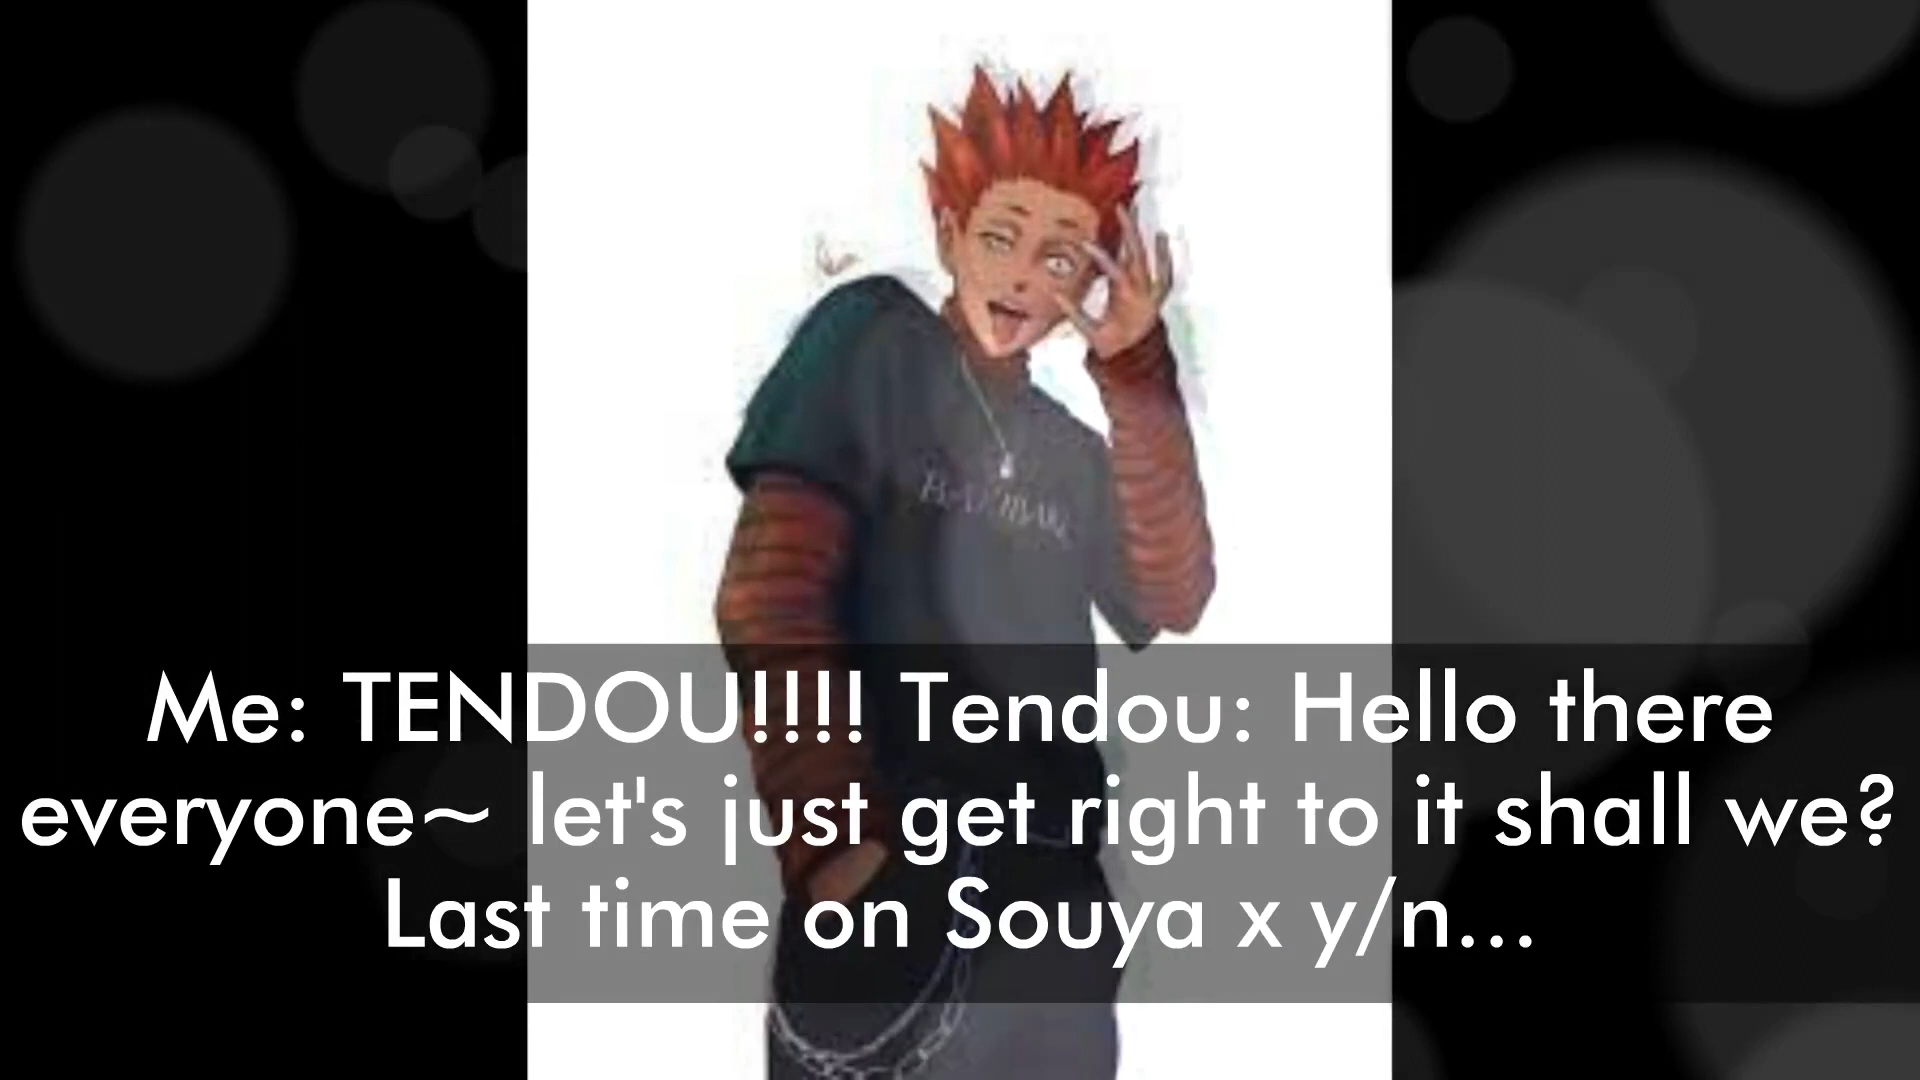 Me: TENDOU!!!! Tendou: Hello there
everyone~ let's just get right to it shall we?
Last time on Souya x y/n...